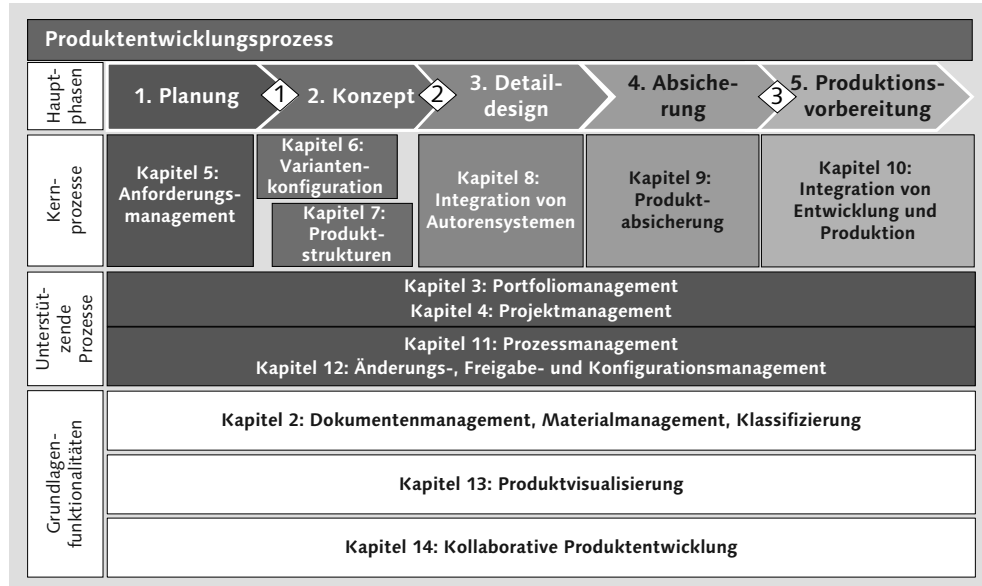 Produktentwicklungsprozess
Haupt-
phasen
1. Planung
1
2. Konzept
2
3. Detail-
design
4. Absiche-
rung
3
5. Produktions-
vorbereitung
Kern-
prozesse
Kapitel 5:
Anforderungs-
management
Kapitel 6:
Varianten-
konfiguration
Kapitel 7:
Produkt-
strukturen
Kapitel 8:
Integration von
Autorensystemen
Kapitel 9:
Produkt-
absicherung
Kapitel 10:
Integration von
Entwicklung und
Produktion
Unterstüt-
zende
Prozesse
Kapitel 3: Portfoliomanagement
Kapitel 4: Projektmanagement
Kapitel 11: Prozessmanagement
Kapitel 12: Änderungs-, Freigabe- und Konfigurationsmanagement
Grundlagen-
funktionalitäten
Kapitel 2: Dokumentenmanagement, Materialmanagement, Klassifizierung
Kapitel 13: Produktvisualisierung
Kapitel 14: Kollaborative Produktentwicklung